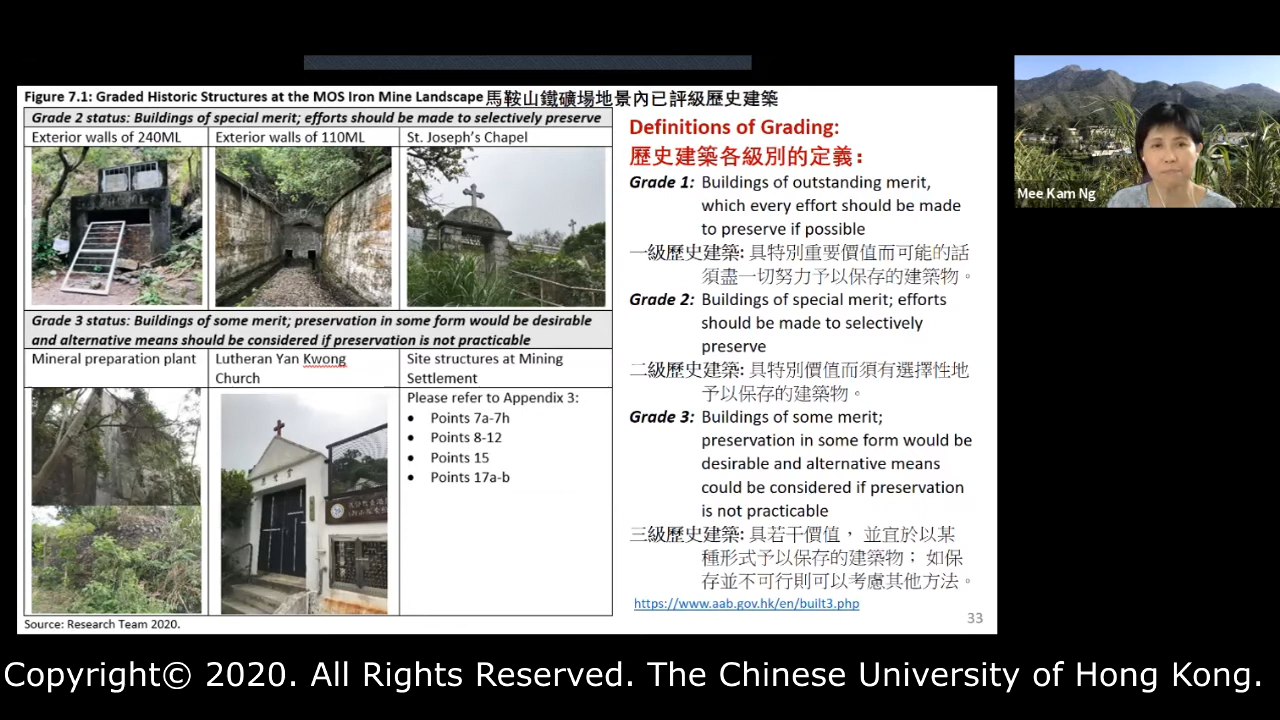 Figure 7.1: Graded Historic Structures at the MOS Iron Mine Landscape 馬鞍山鐵礦場地景內已評級歷史建築
Grade 2 status: Buildings of special merit; efforts should be made to selectively preserve
Exterior walls of 240ML
Exterior walls of 110ML
St. Joseph's Chapel
Grade 3 status: Buildings of some merit; preservation in some form would be desirable
and alternative means should be considered if preservation is not practicable
Mineral preparation plant
Lutheran Yan Kwong
Church
Site structures at Mining
Settlement
Please refer to Appendix 3:
• Points 7a-7h
• Points 8-12
• Points 15
• Points 17a-b
Source: Research Team 2020.
Definitions of Grading:
歷史建築各級別的定義：
Grade 1: Buildings of outstanding merit,
which every effort should be made
to preserve if possible
一級歷史建築: 具特別重要價值而可能的話
須盡一切努力予以保存的建築物。
Grade 2: Buildings of special merit; efforts
should be made to selectively
preserve
二級歷史建築: 具特別價值而須有選擇性地
予以保存的建築物。
Grade 3: Buildings of some merit;
preservation in some form would be
desirable and alternative means
could be considered if preservation
is not practicable
三級歷史建築: 具若干價值， 並宜於以某
種形式予以保存的建築物； 如保
存並不可行則可以考慮其他方法。
https://www.aab.gov.hk/en/built3.php
33
Mee Kam Ng
Copyright© 2020. All Rights Reserved. The Chinese University of Hong Kong.